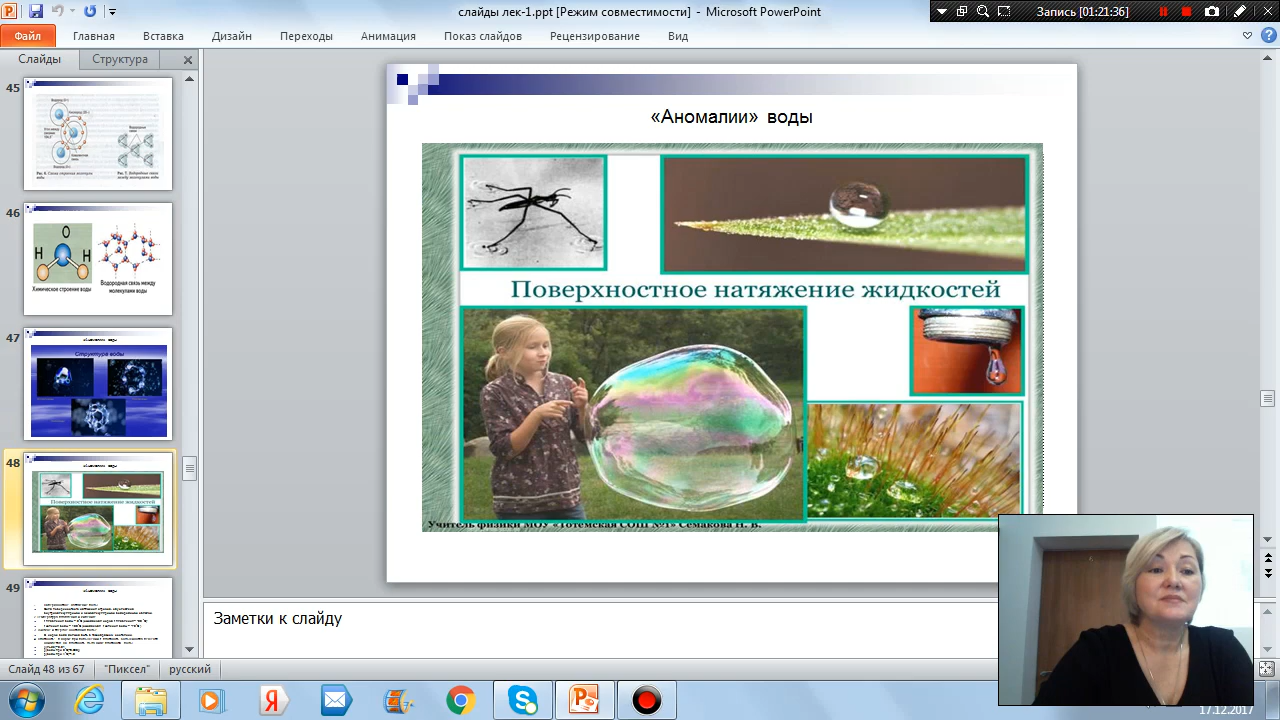 слайды лек-1.ppt [Режим совместимости] - Microsoft PowerPoint
Запись [01:21:36]
Файл
Главная
Вставка
Дизайн
Переходы
Анимация
Показ слайдов
Рецензирование
Вид
Слайды
Структура
45
46
O
H
H
Химическое строение воды
Водородная связь между
молекулами воды
47
Структура воды
48
Поверхностное натяжение жидкостей
49
«Аномалии» воды
Поверхностное натяжение жидкостей
Учитель физики МОУ «Тотемская СОШ №1» Семакова Н. В.
Заметки к слайду
Слайд 48 из 67
"Пиксел"
русский
17.12.2017